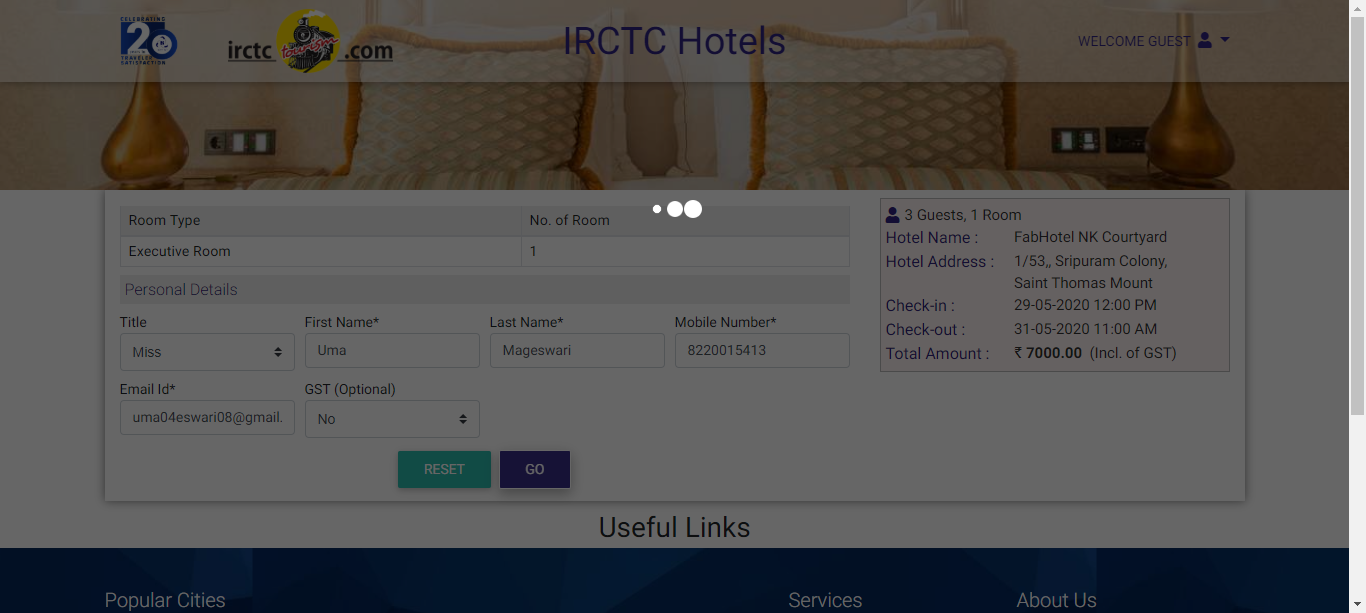 CELEBRATING
20
TRAVELER
SATISFACTION
irctc tourism .com
IRCTC Hotels
WELCOME GUEST
Room Type No. of Room
Executive Room 1
Personal Details
Title First Name* Last Name* Mobile Number*
Miss Uma Mageswari 8220015413
Email Id* GST (Optional)
uma04eswari08@gmail. No
RESET GO
3 Guests, 1 Room
Hotel Name : FabHotel NK Courtyard
Hotel Address : 1/53,, Sripuram Colony,
Saint Thomas Mount
Check-in : 29-05-2020 12:00 PM
Check-out : 31-05-2020 11:00 AM
Total Amount : ₹ 7000.00 (Incl. of GST)
Useful Links
Popular Cities Services About Us